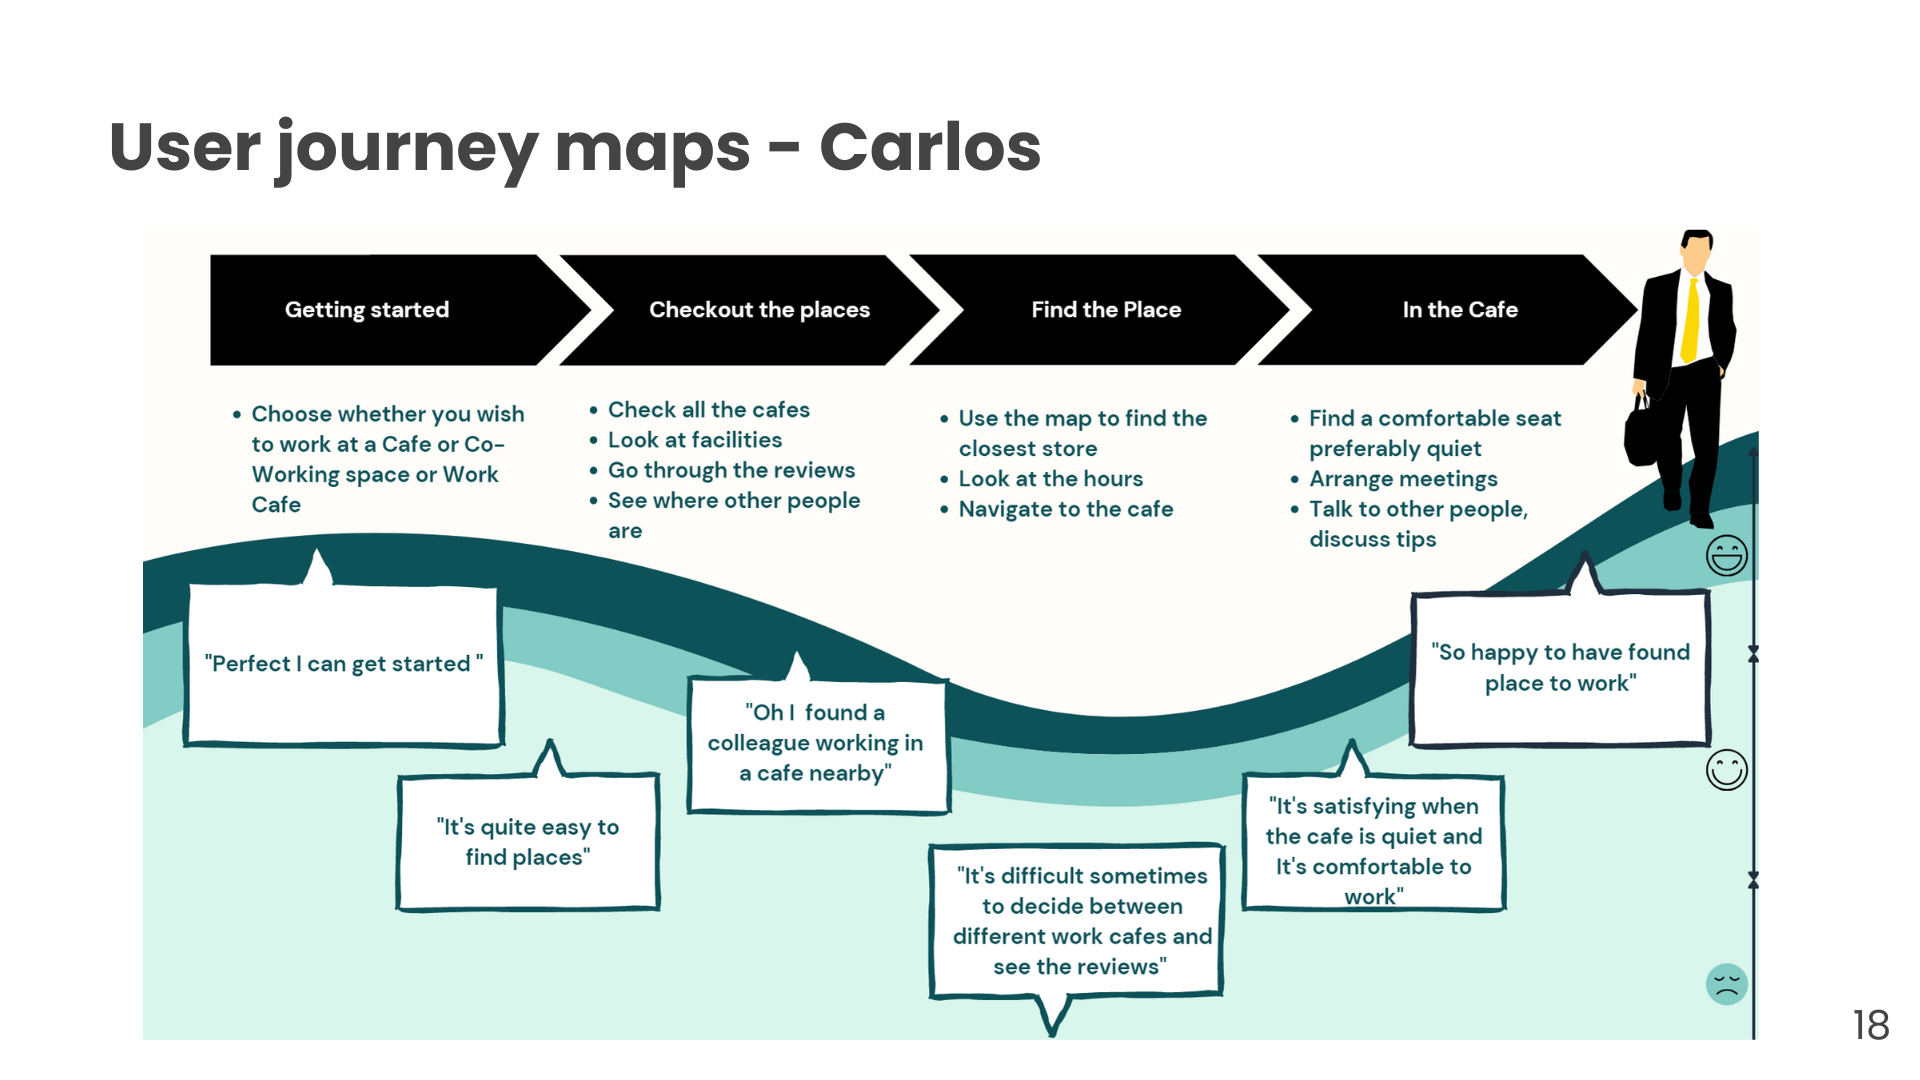 User journey maps - Carlos
Getting started
Checkout the places
Find the Place
In the Cafe
• Choose whether you wish
to work at a Cafe or Co-
Working space or Work
Cafe
• Check all the cafes
• Look at facilities
• Go through the reviews
• See where other people
are
• Use the map to find the
closest store
• Look at the hours
• Navigate to the cafe
• Find a comfortable seat
preferably quiet
• Arrange meetings
• Talk to other people,
discuss tips
"Perfect I can get started "
"It's quite easy to
find places"
"Oh I  found a
colleague working in
a cafe nearby"
"It's difficult sometimes
to decide between
different work cafes and
see the reviews"
"It's satisfying when
the cafe is quiet and
It's comfortable to
work"
"So happy to have found
place to work"
18